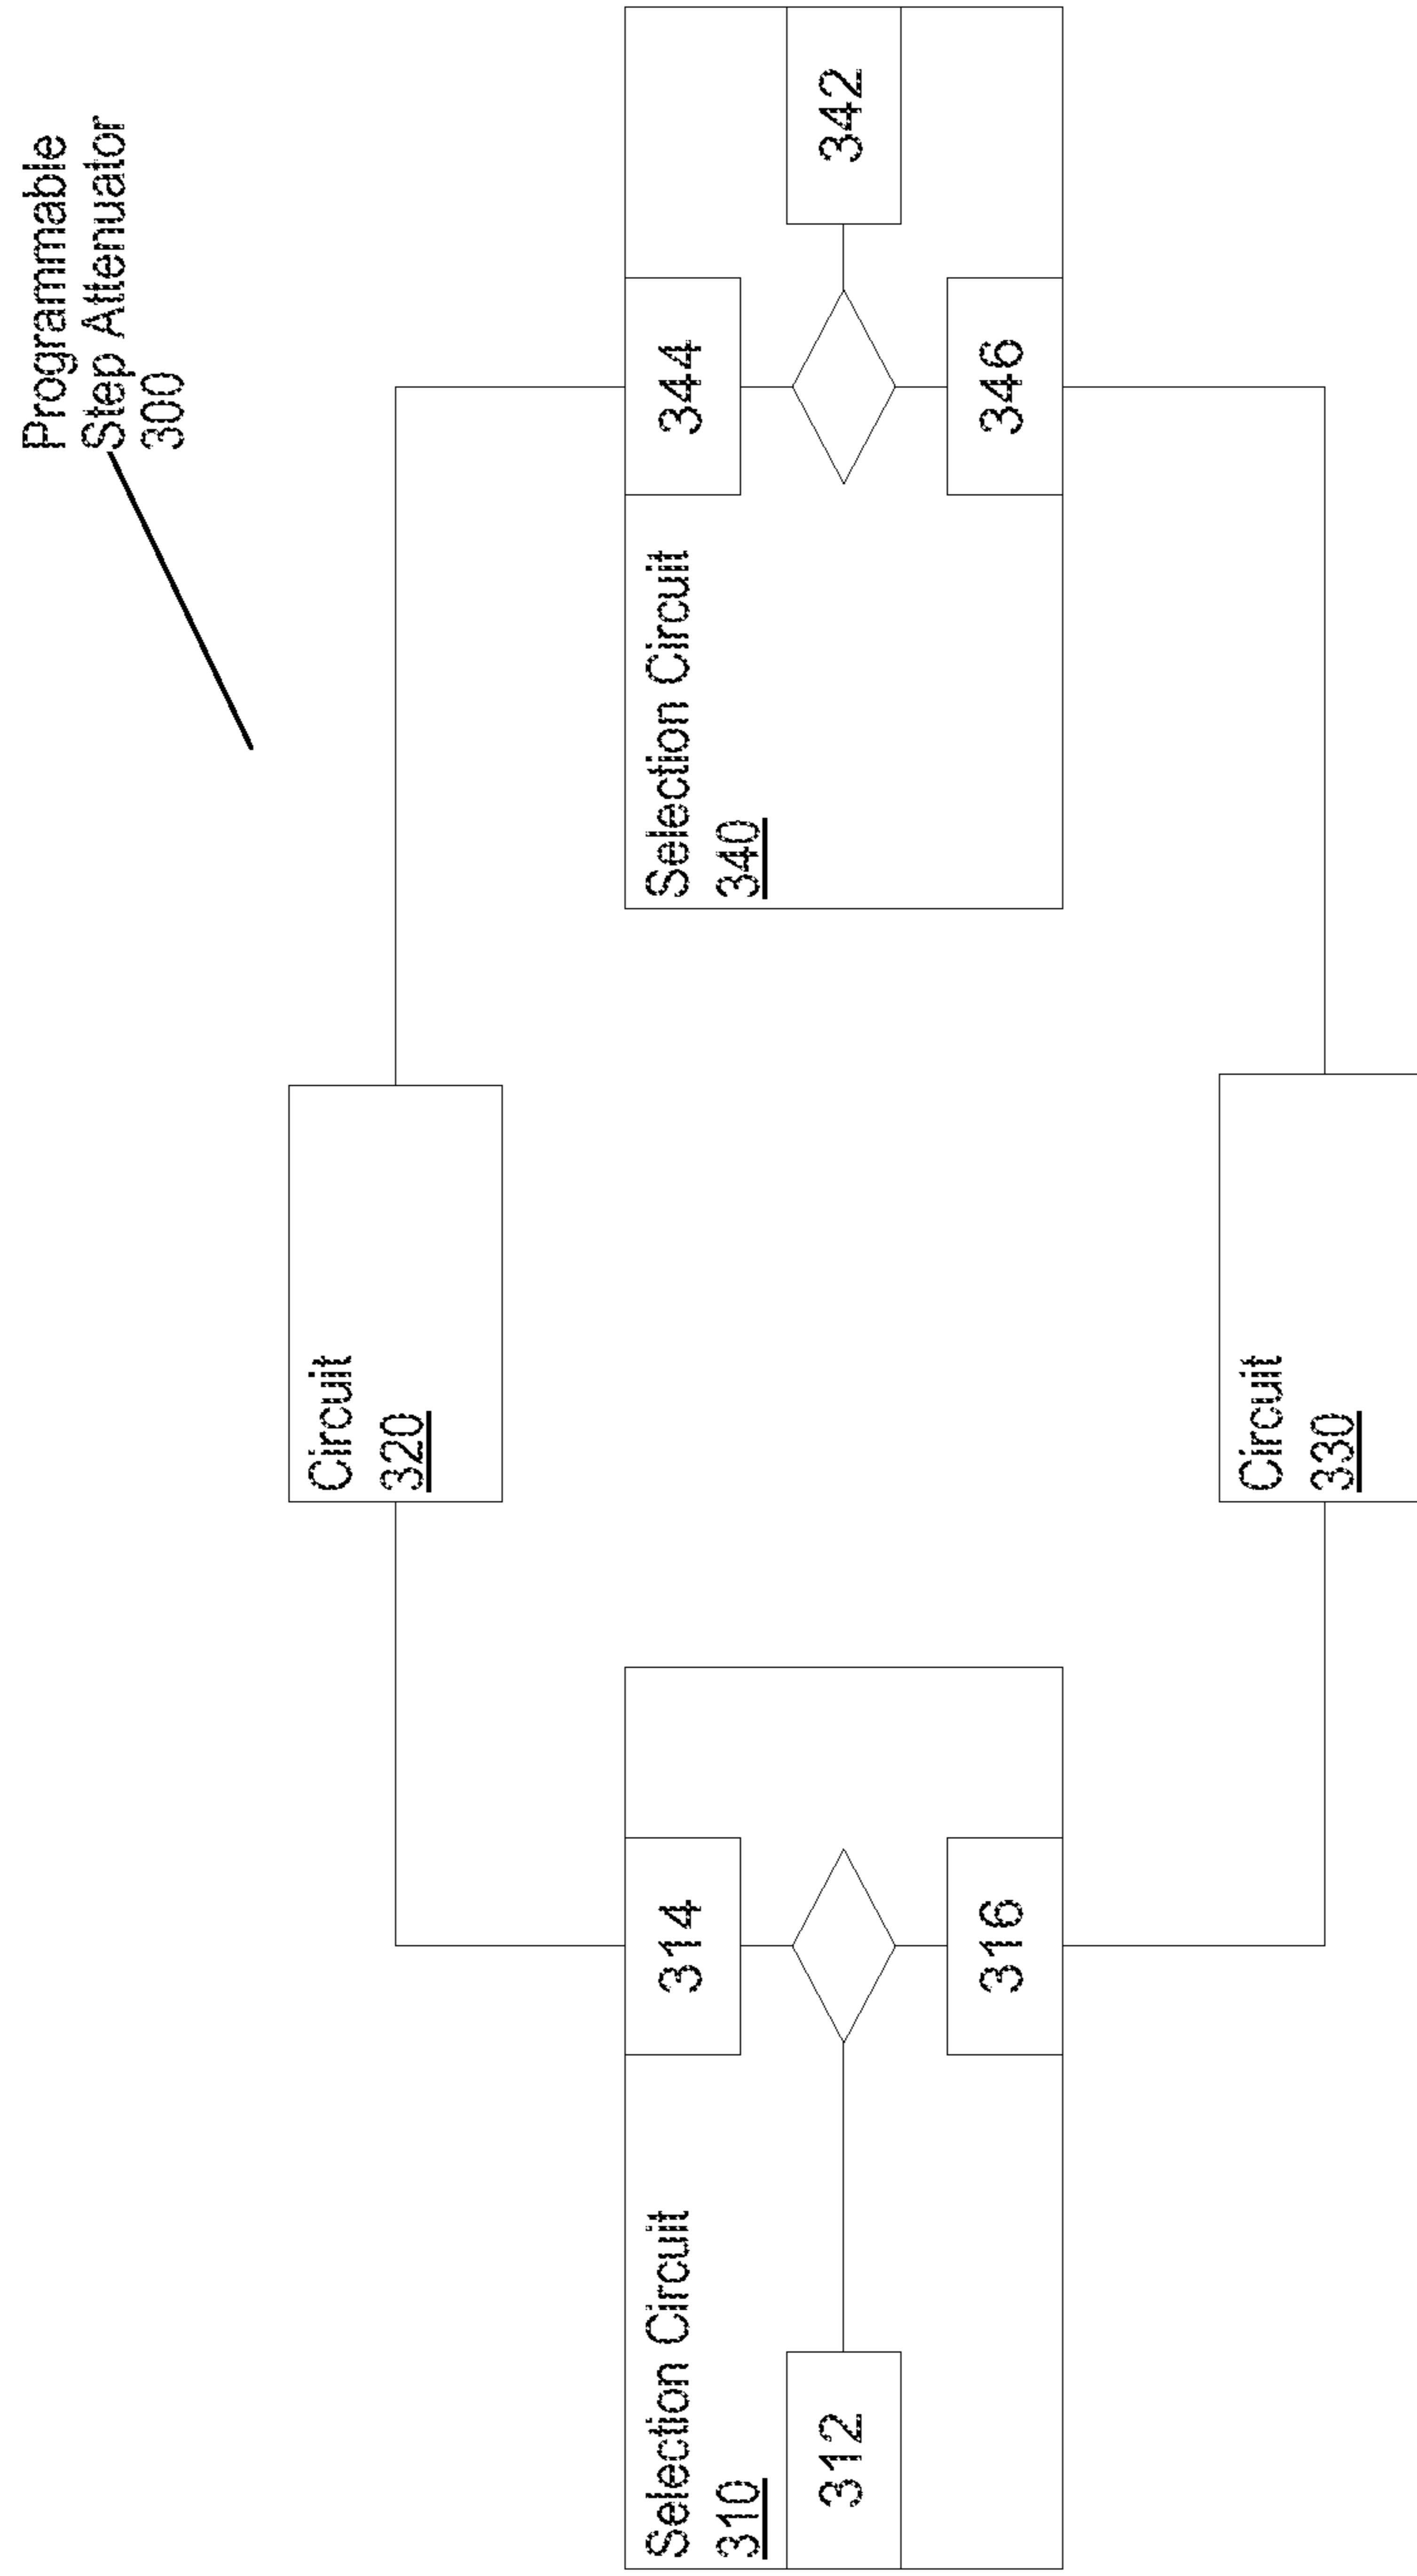 Programmable
Step Attenuator
300
Circuit
320
Selection Circuit
310
312
314
316
Selection Circuit
340
344
342
346
Circuit
330